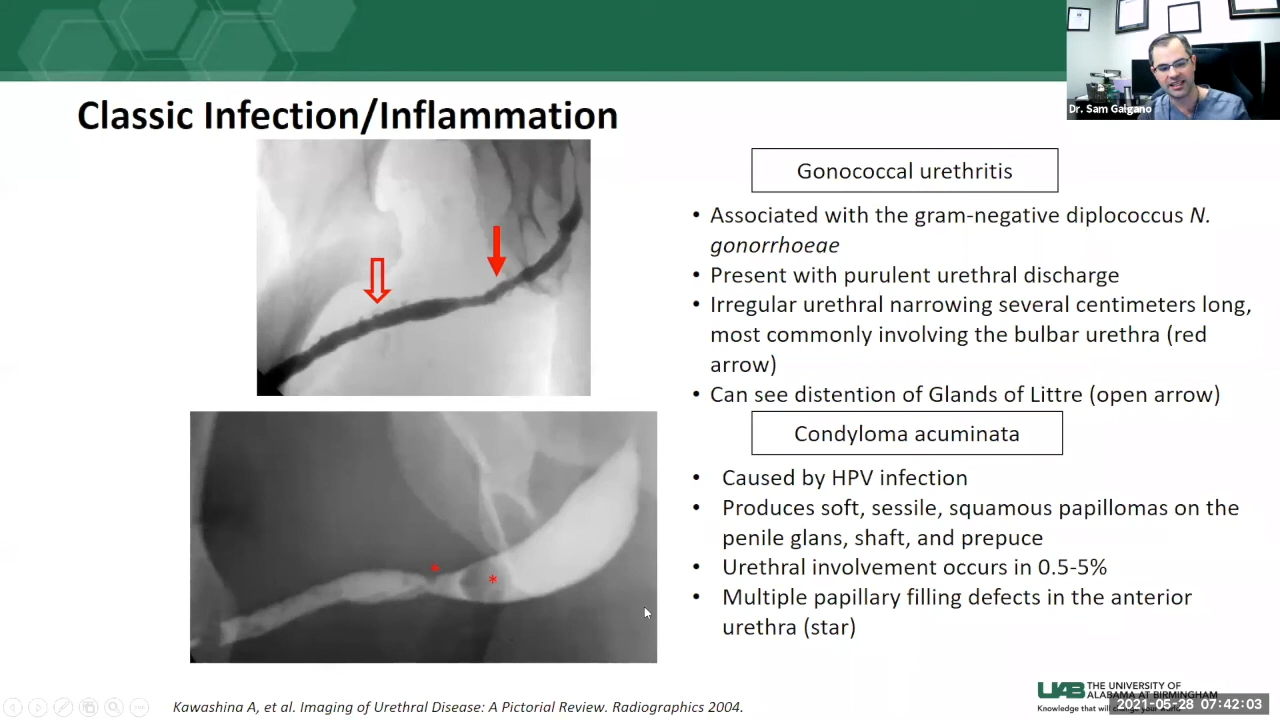 Dr. Sam Galgano
Classic Infection/Inflammation
Gonococcal urethritis
• Associated with the gram-negative diplococcus N.
gonorrhoeae
• Present with purulent urethral discharge
• Irregular urethral narrowing several centimeters long,
most commonly involving the bulbar urethra (red
arrow)
• Can see distention of Glands of Littre (open arrow)
Condyloma acuminata
• Caused by HPV infection
• Produces soft, sessile, squamous papillomas on the
penile glans, shaft, and prepuce
• Urethral involvement occurs in 0.5-5%
• Multiple papillary filling defects in the anterior
urethra (star)
*
*
Kawashina A, et al. Imaging of Urethral Disease: A Pictorial Review. Radiographics 2004.
UAB THE UNIVERSITY OF
ALABAMA AT BIRMINGHAM
Knowledge that will
2021-05-28 07:42:03